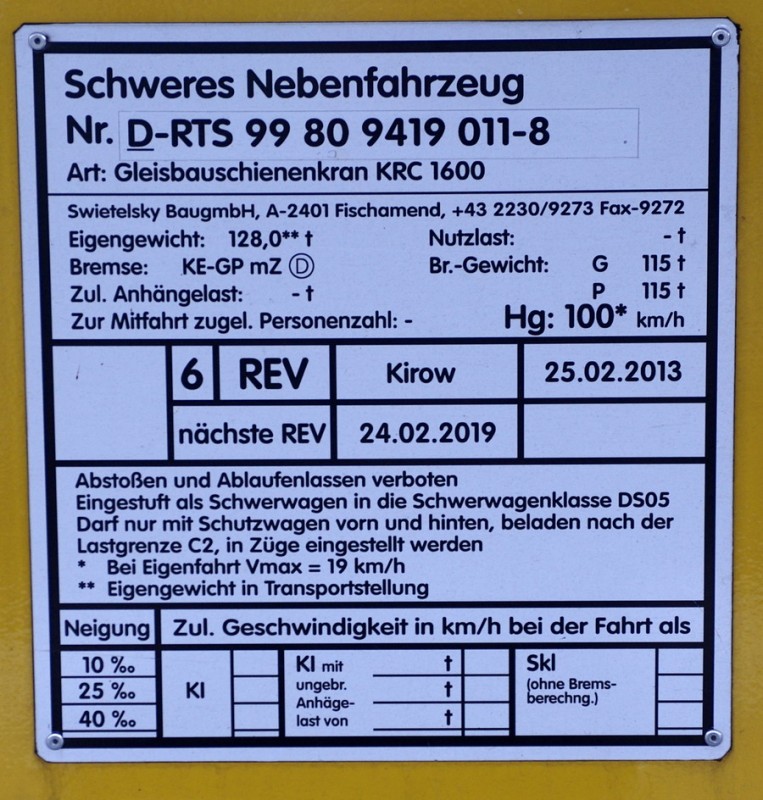 Schweres Nebenfahrzeug
Nr. D-RTS 99 80 9419 011-8
Art: Gleisbauschienenkran KRC 1600
Swietelsky BaugmbH, A-2401 Fischamend, +43 2230/9273 Fax-9272
Eigengewicht: 128,0** t Nutzlast: - t
Bremse: KE-GP mZ Ⓓ Br.-Gewicht: G 115 t
Zul. Anhängelast: - t P 115 t
Zur Mitfahrt zugel. Personenzahl: - Hg: 100* km/h
6 REV Kirow 25.02.2013
nächste REV 24.02.2019
Abstoßen und Ablaufenlassen verboten
Eingestuft als Schwerwagen in die Schwerwagenklasse DS05
Darf nur mit Schutzwagen vorn und hinten, beladen nach der
Lastgrenze C2, in Züge eingestellt werden
* Bei Eigenfahrt Vmax = 19 km/h
** Eigengewicht in Transportstellung
Neigung Zul. Geschwindigkeit in km/h bei der Fahrt als
10 ‰ Kl Kl mit t Skl
25 ‰ ungebr. t (ohne Brems-
40 ‰ Anhäge- t berechng.)
last von